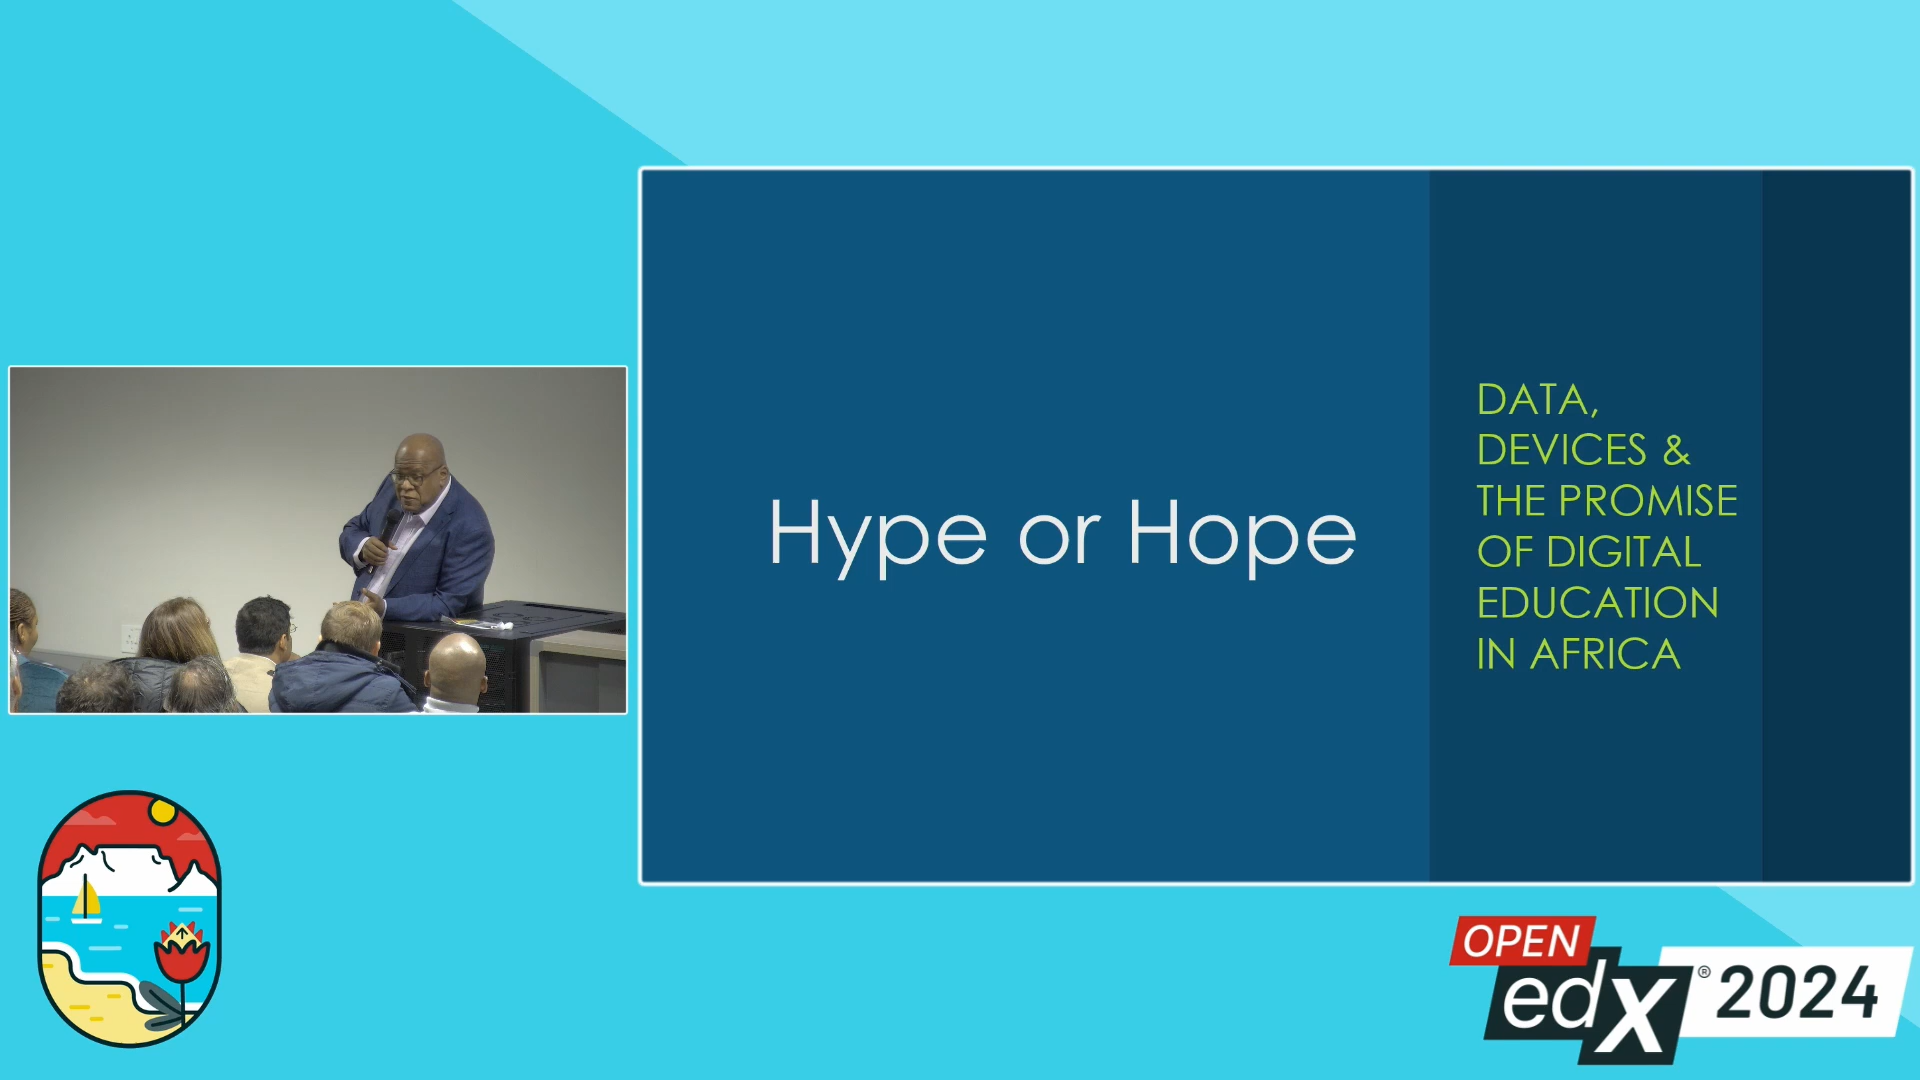 Hype or Hope
DATA,
DEVICES &
THE PROMISE
OF DIGITAL
EDUCATION
IN AFRICA
OPEN
edX® 2024